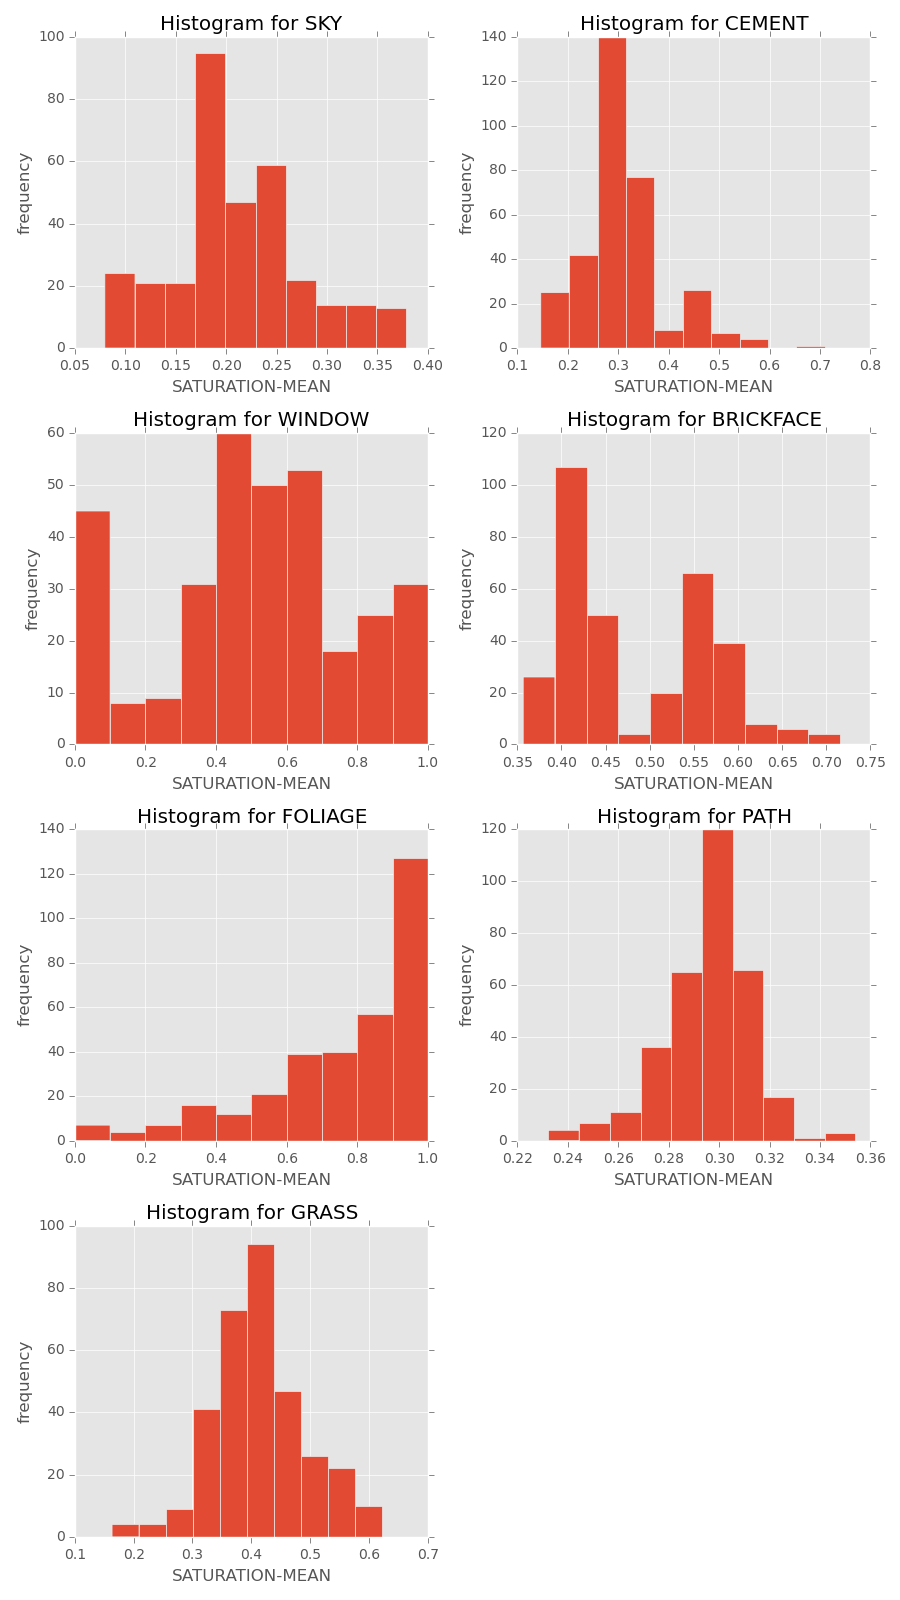 Histogram for SKY
100
80
60
40
20
0
frequency
0.05 0.10 0.15 0.20 0.25 0.30 0.35 0.40
SATURATION-MEAN
Histogram for CEMENT
140
120
100
80
60
40
20
0
frequency
0.1 0.2 0.3 0.4 0.5 0.6 0.7 0.8
SATURATION-MEAN
Histogram for WINDOW
60
50
40
30
20
10
0
frequency
0.0 0.2 0.4 0.6 0.8 1.0
SATURATION-MEAN
Histogram for BRICKFACE
120
100
80
60
40
20
0
frequency
0.35 0.40 0.45 0.50 0.55 0.60 0.65 0.70 0.75
SATURATION-MEAN
Histogram for FOLIAGE
140
120
100
80
60
40
20
0
frequency
0.0 0.2 0.4 0.6 0.8 1.0
SATURATION-MEAN
Histogram for PATH
120
100
80
60
40
20
0
frequency
0.22 0.24 0.26 0.28 0.30 0.32 0.34 0.36
SATURATION-MEAN
Histogram for GRASS
100
80
60
40
20
0
frequency
0.1 0.2 0.3 0.4 0.5 0.6 0.7
SATURATION-MEAN